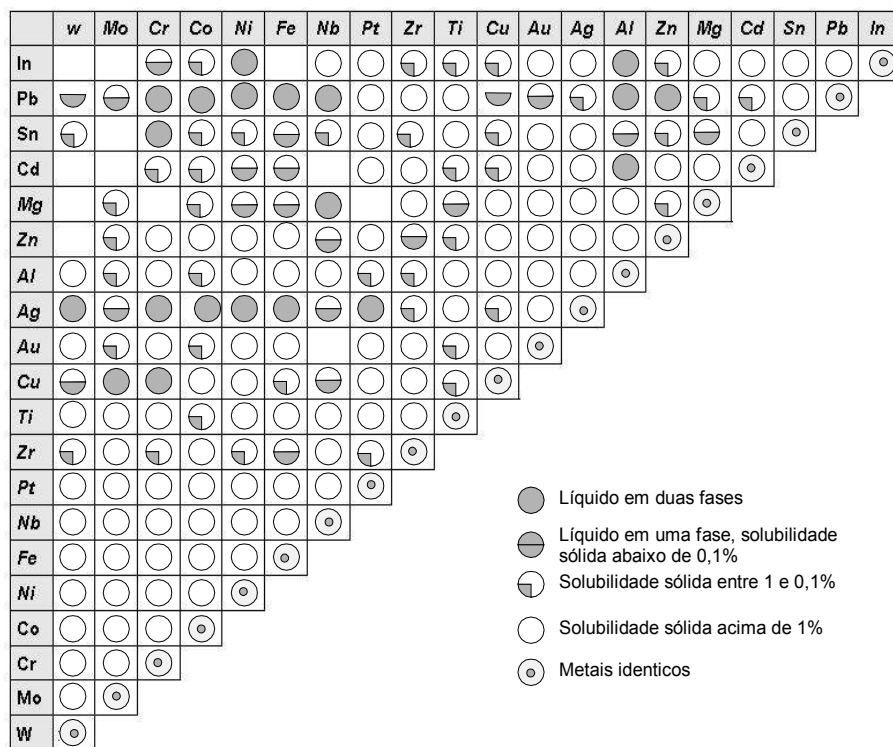 w Mo Cr Co Ni Fe Nb Pt Zr Ti Cu Au Ag Al Zn Mg Cd Sn Pb In
In
Pb
Sn
Cd
Mg
Zn
Al
Ag
Au
Cu
Ti
Zr
Pt
Nb
Fe
Ni
Co
Cr
Mo
W
Líquido em duas fases
Líquido em uma fase, solubilidade
sólida abaixo de 0,1%
Solubilidade sólida entre 1 e 0,1%
Solubilidade sólida acima de 1%
Metais identicos